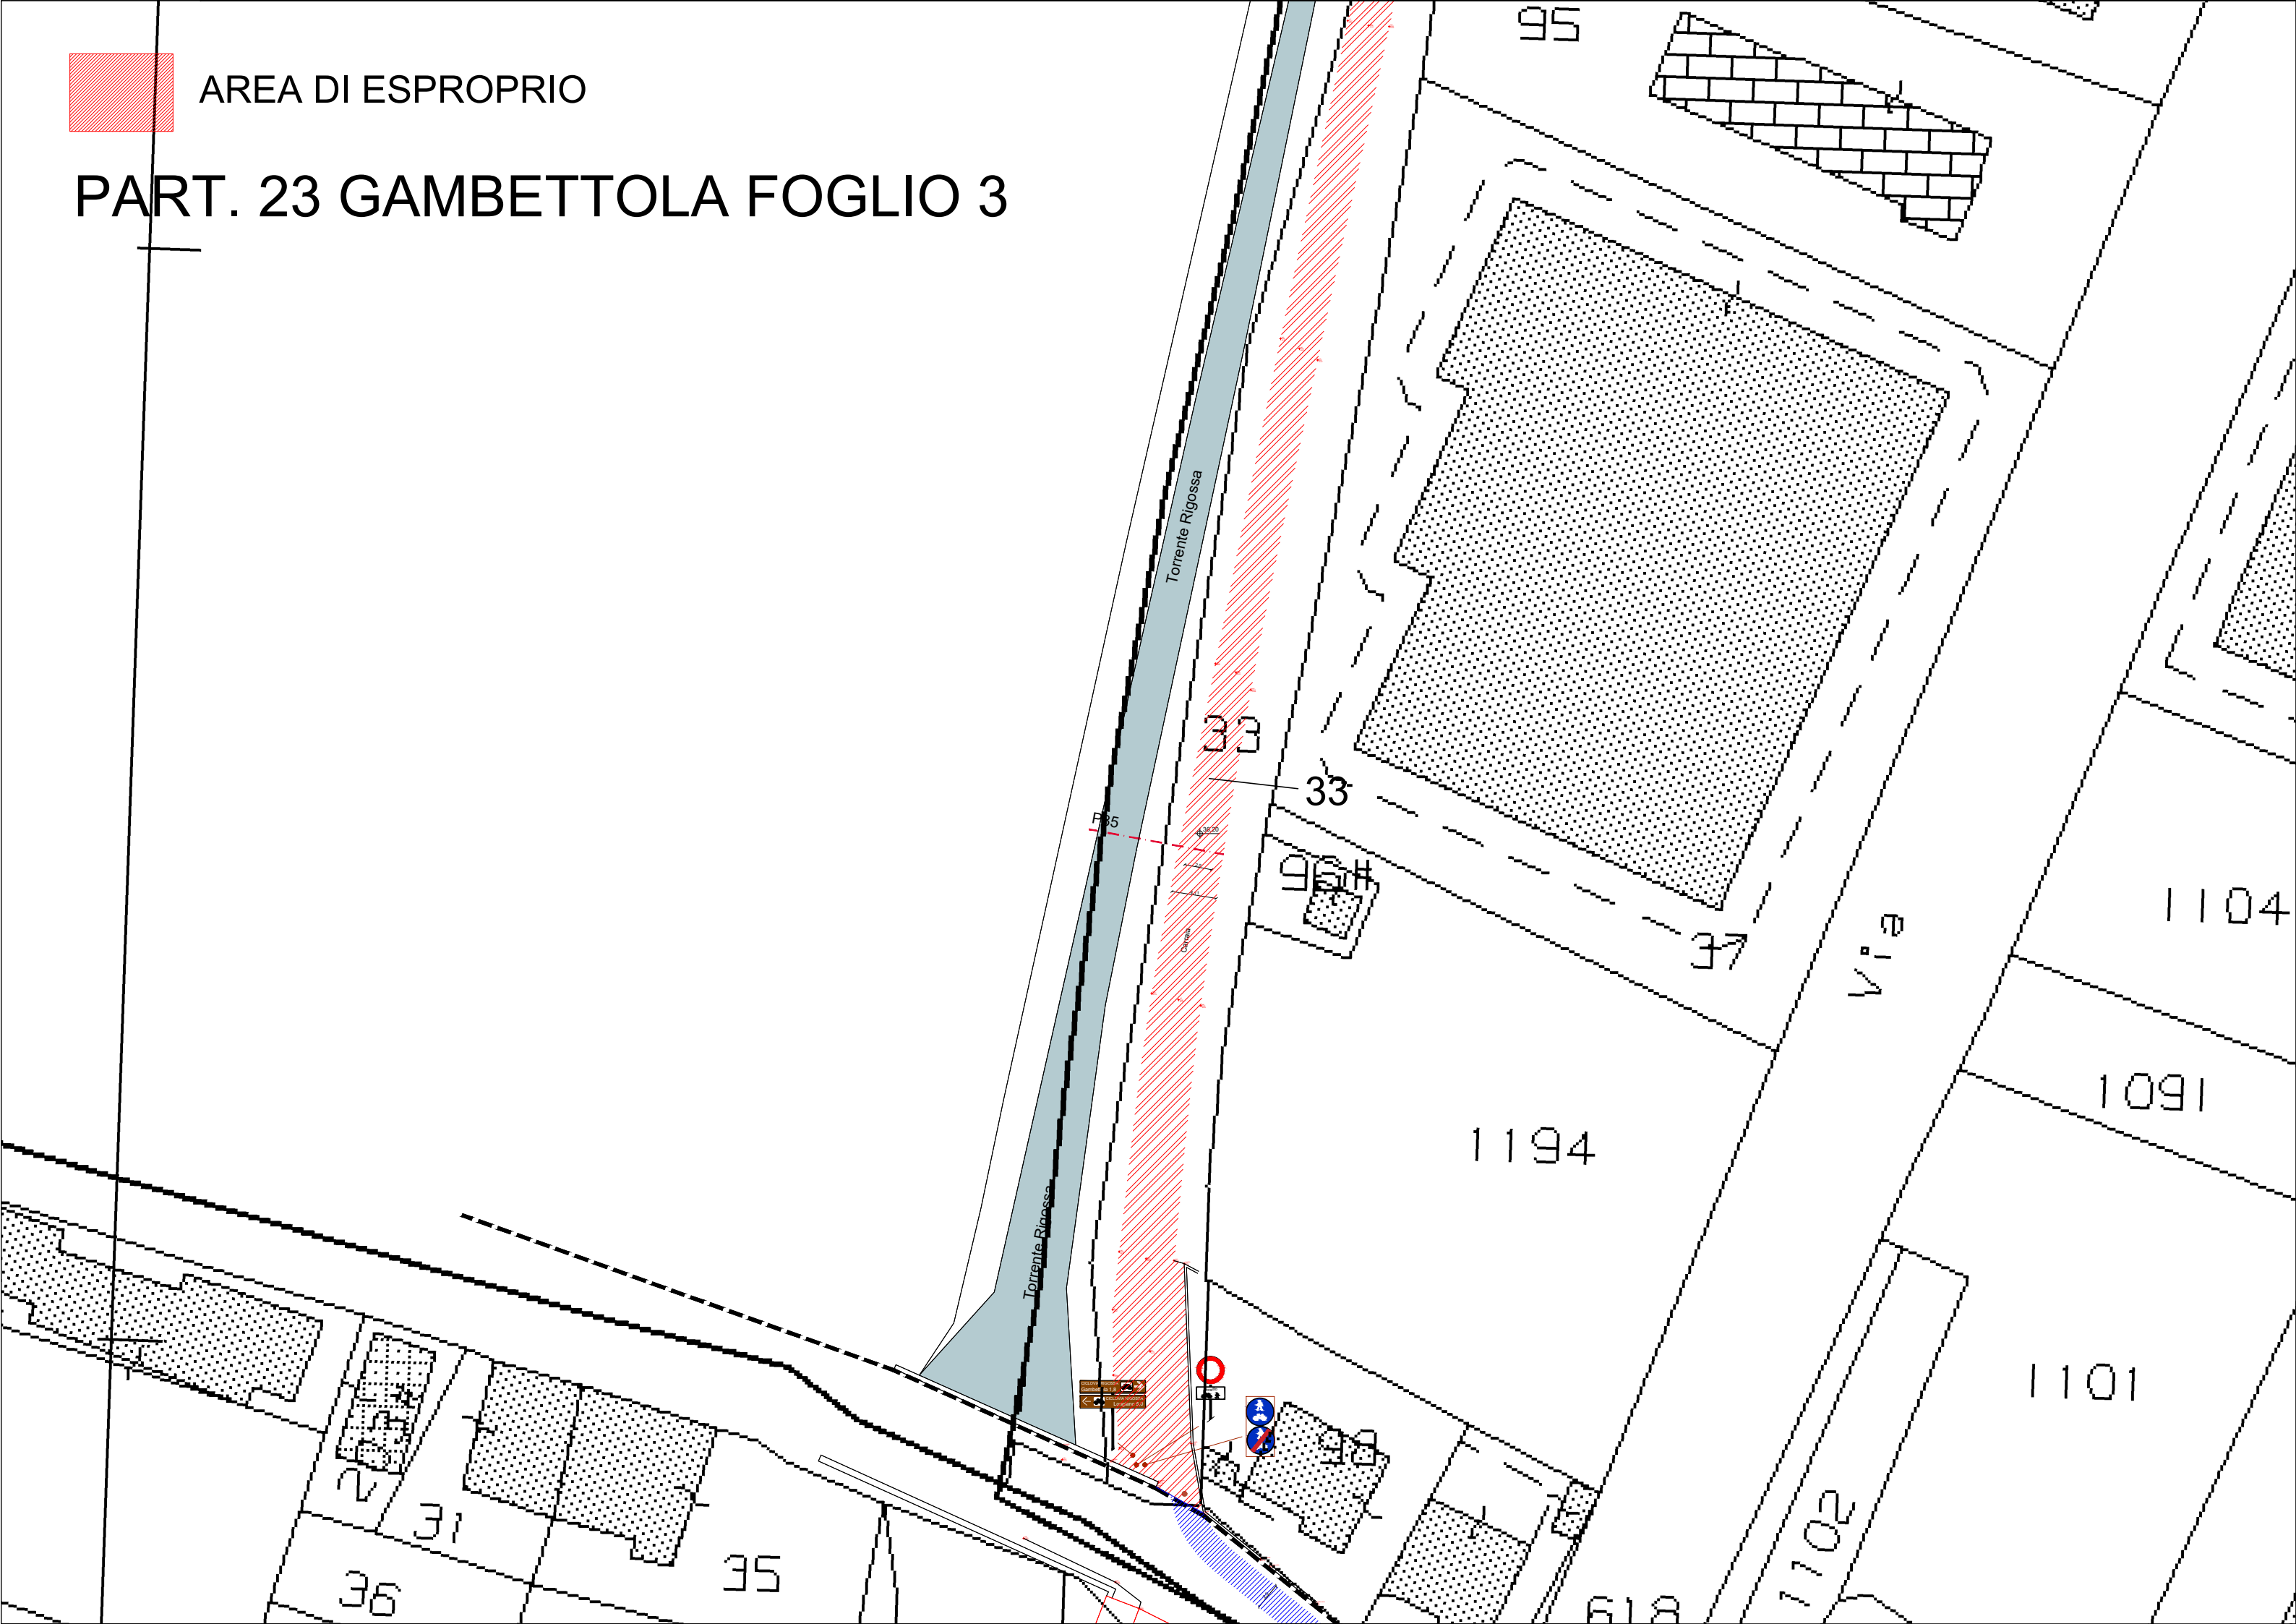 95
AREA DI ESPROPRIO
PART. 23 GAMBETTOLA FOGLIO 3
Torrente Rigossa
33
33
1104
37
Via
Carraia
1091
1194
Torrente Rigossa
1101
98
31
1102
35
36
618